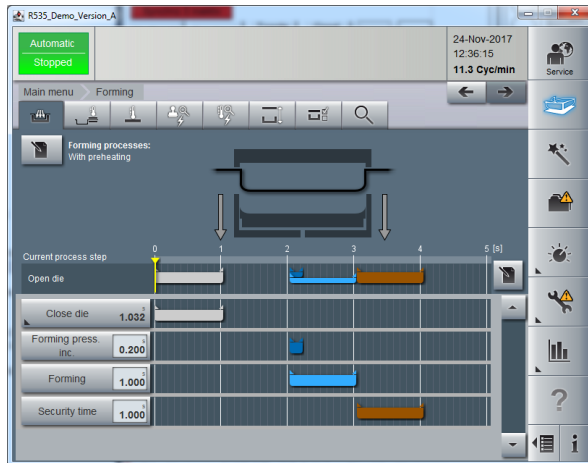 R535_Demo_Version_A
Automatic
Stopped
24-Nov-2017
12:36:15
11.3 Cyc/min
Service
Main menu
Forming
Forming processes:
With preheating
Current process step
0 1 2 3 4 5 [s]
Open die
Close die
s
1.032
Forming press.
inc.
s
0.200
Forming
s
1.000
Security time
s
1.000